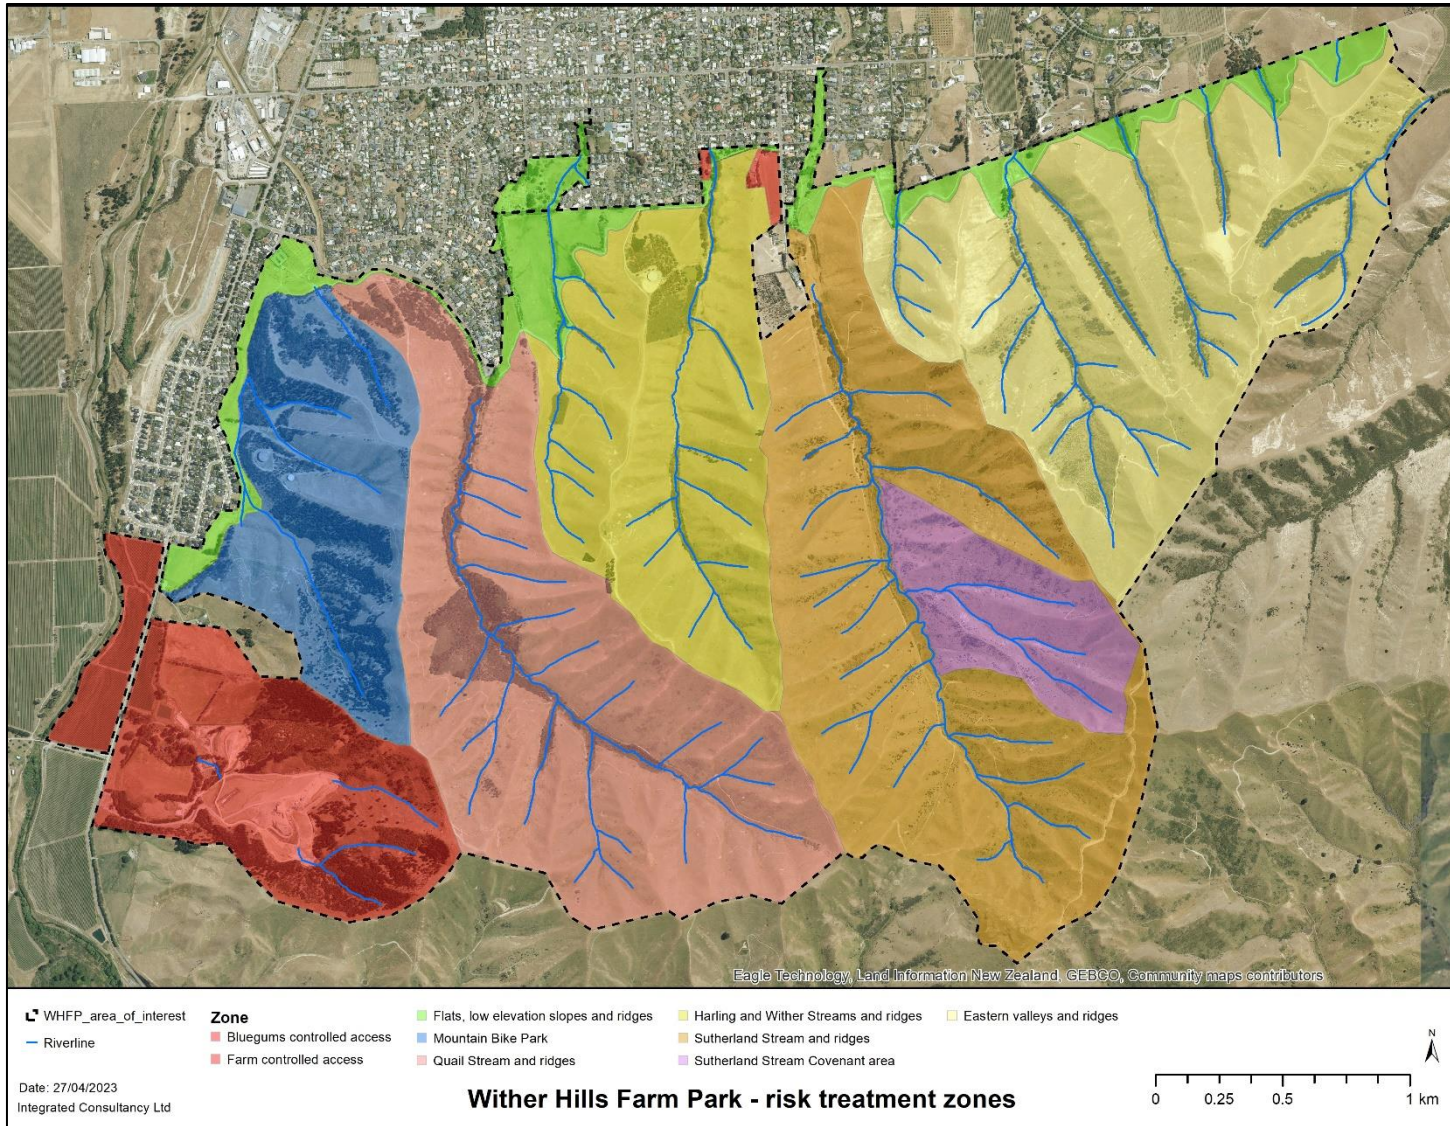 Eagle Technology, Land Information New Zealand, GEBCO, Community maps contributors
WHFP_area_of_interest
Riverline
Zone
Bluegums controlled access
Farm controlled access
Flats, low elevation slopes and ridges
Mountain Bike Park
Quail Stream and ridges
Harling and Wither Streams and ridges
Sutherland Stream and ridges
Sutherland Stream Covenant area
Eastern valleys and ridges
N
Date: 27/04/2023
Integrated Consultancy Ltd
Wither Hills Farm Park - risk treatment zones
0 0.25 0.5 1 km